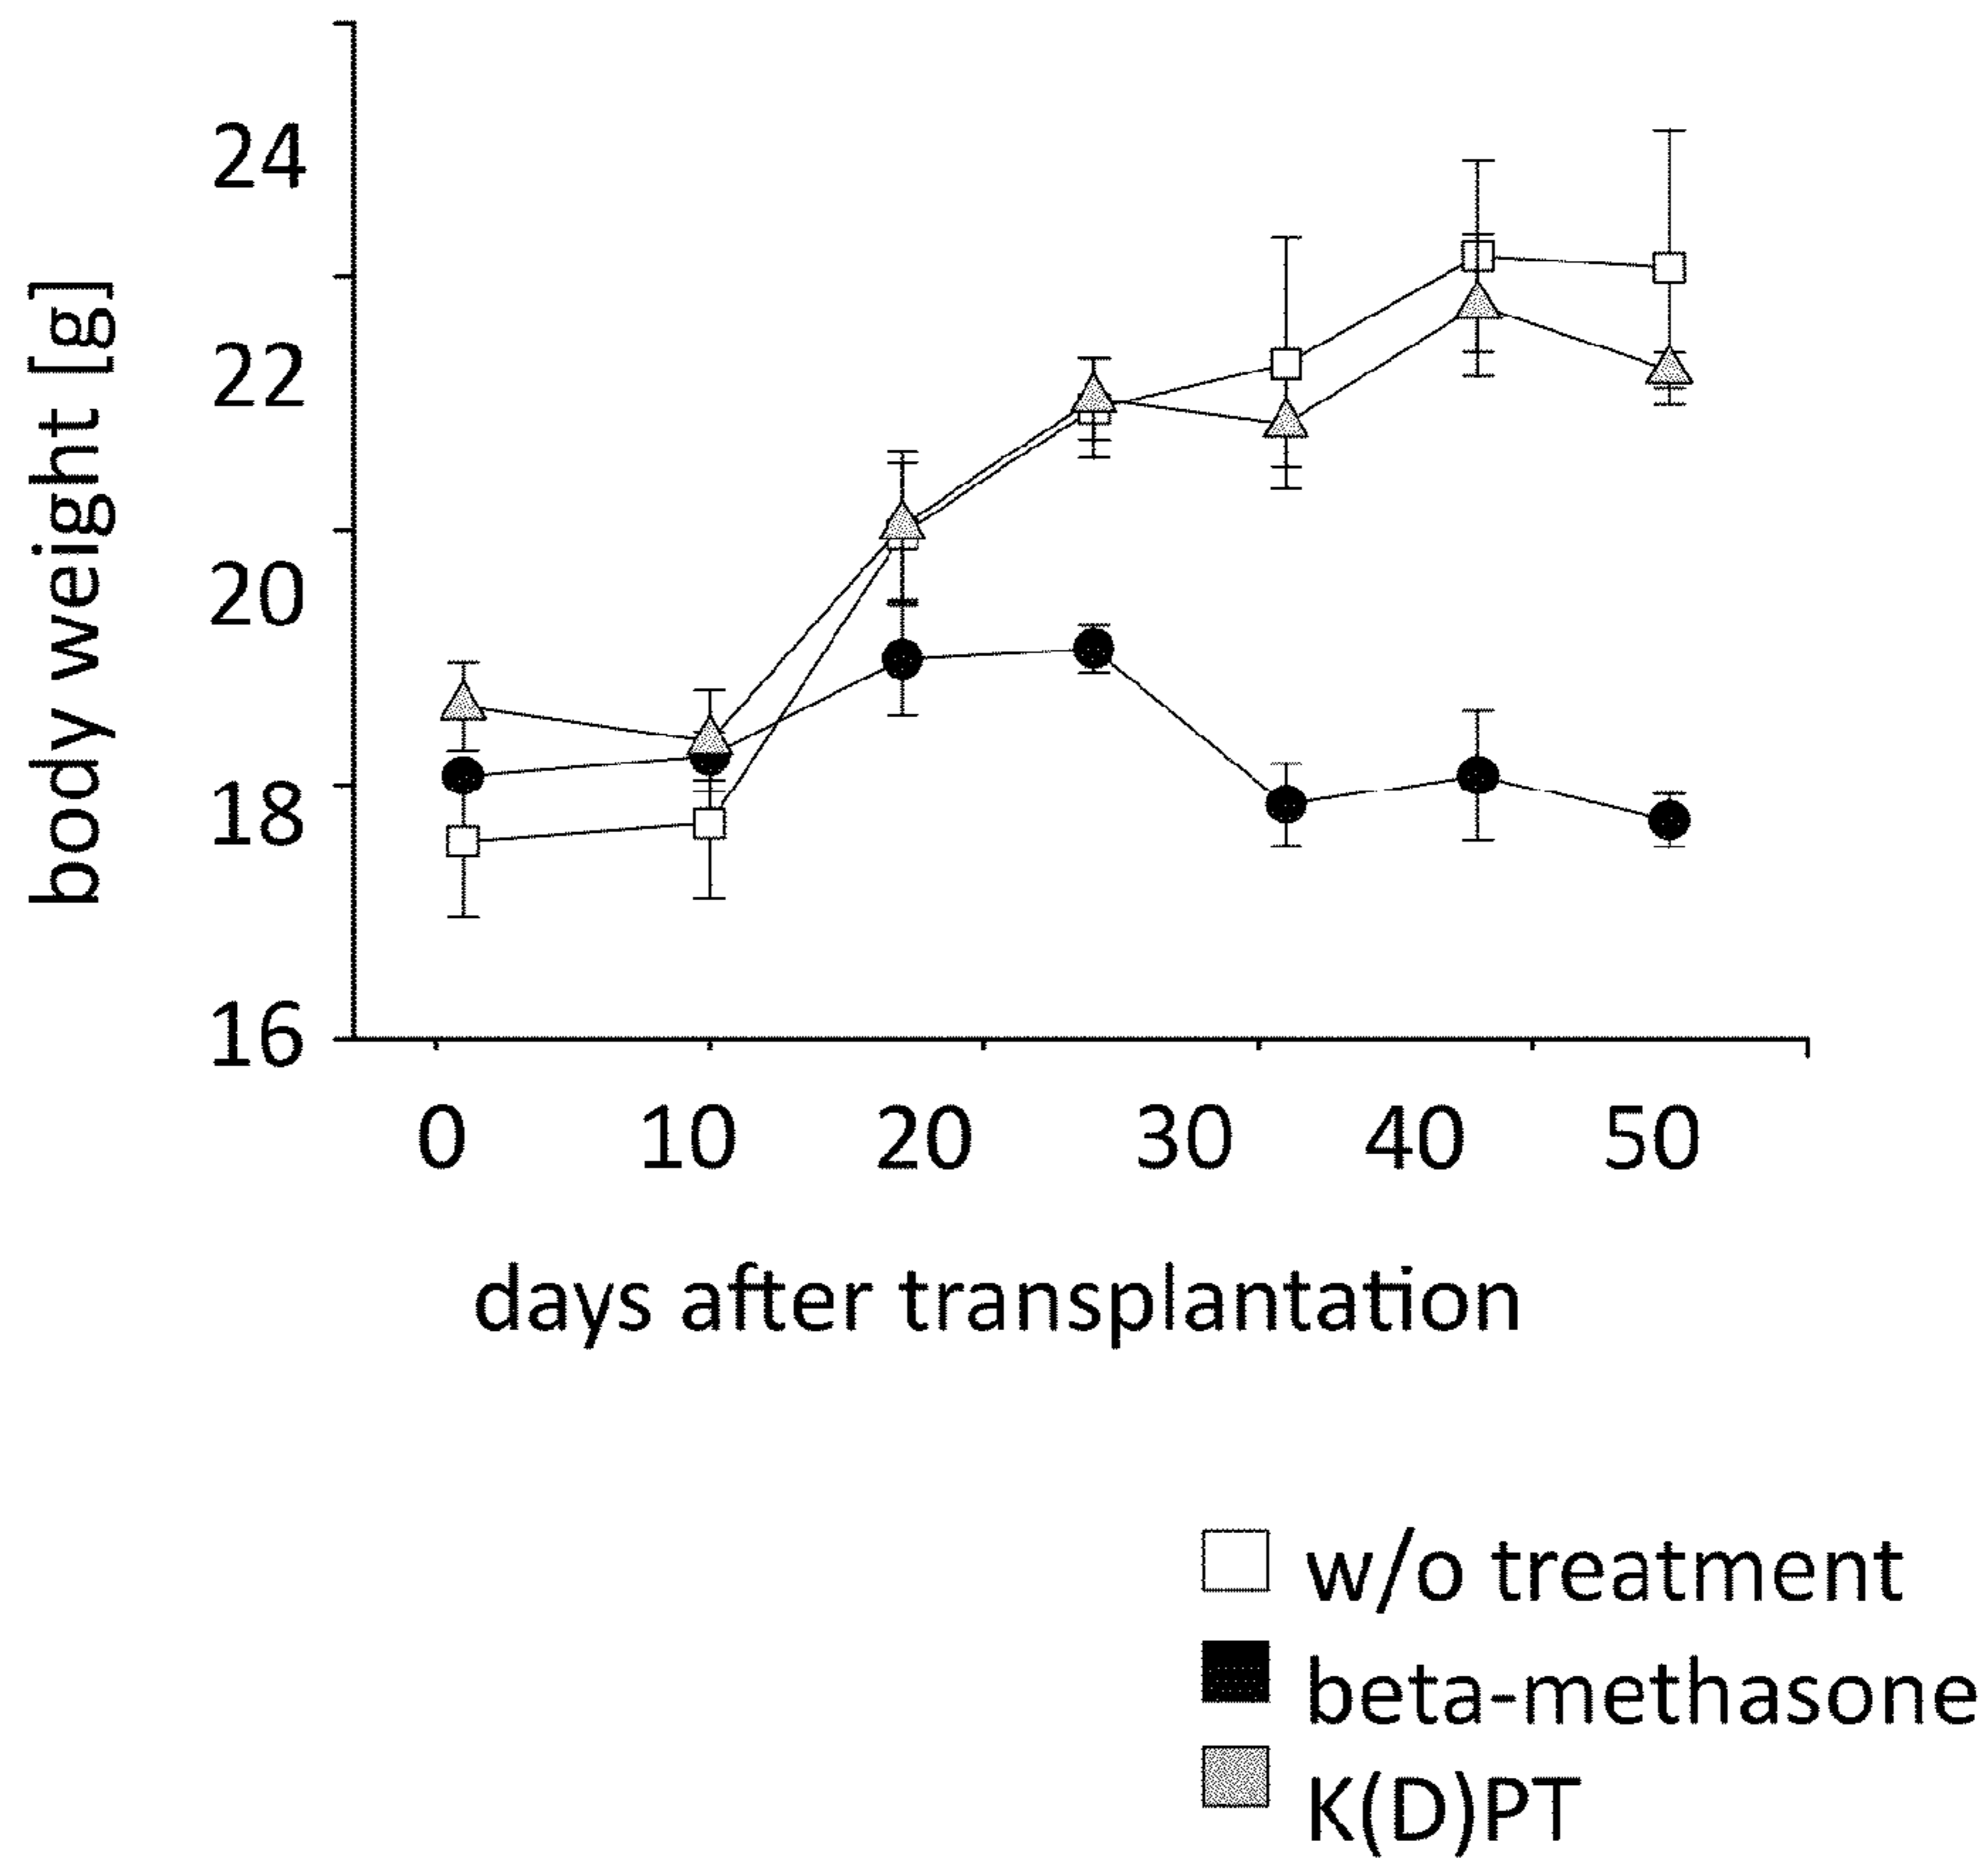 body weight [g]
24
22
20
18
16
0 10 20 30 40 50
days after transplantation
w/o treatment
beta-methasone
K(D)PT